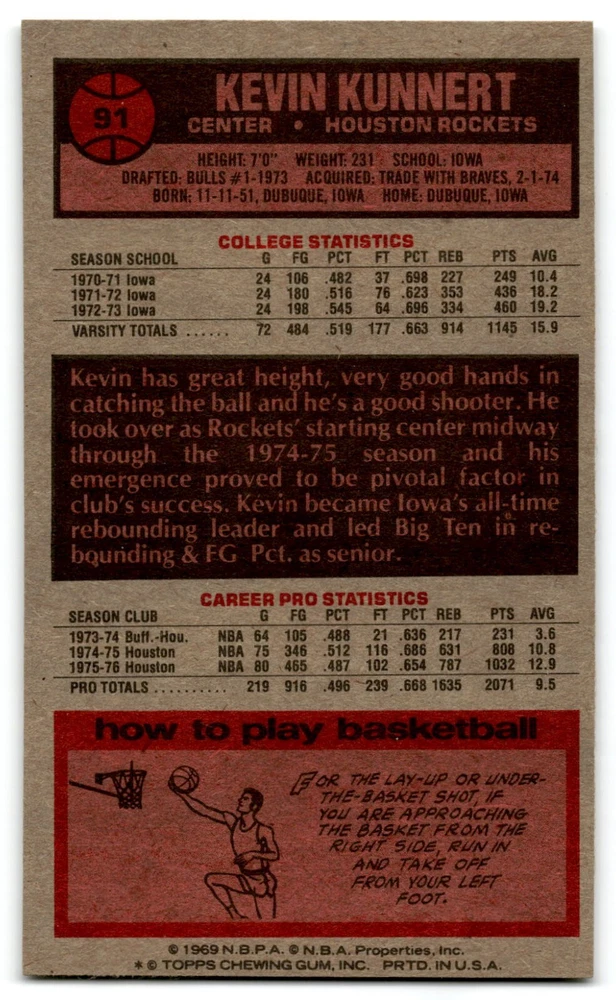 91
KEVIN KUNNERT
CENTER • HOUSTON ROCKETS
HEIGHT: 7'0" WEIGHT: 231 SCHOOL: IOWA
DRAFTED: BULLS #1-1973 ACQUIRED: TRADE WITH BRAVES, 2-1-74
BORN: 11-11-51, DUBUQUE, IOWA HOME: DUBUQUE, IOWA
COLLEGE STATISTICS
SEASON SCHOOL G FG PCT FT PCT REB PTS AVG
1970-71 Iowa 24 106 .482 37 .698 227 249 10.4
1971-72 Iowa 24 180 .516 76 .623 353 436 18.2
1972-73 Iowa 24 198 .545 64 .696 334 460 19.2
VARSITY TOTALS ...... 72 484 .519 177 .663 914 1145 15.9
Kevin has great height, very good hands in
catching the ball and he's a good shooter. He
took over as Rockets' starting center midway
through the 1974-75 season and his
emergence proved to be pivotal factor in
club's success. Kevin became Iowa's all-time
rebounding leader and led Big Ten in re-
bounding & FG Pct. as senior.
CAREER PRO STATISTICS
SEASON CLUB G FG PCT FT PCT REB PTS AVG
1973-74 Buff.-Hou. NBA 64 105 .488 21 .636 217 231 3.6
1974-75 Houston NBA 75 346 .512 116 .686 631 808 10.8
1975-76 Houston NBA 80 465 .487 102 .654 787 1032 12.9
PRO TOTALS .......... 219 916 .496 239 .668 1635 2071 9.5
how to play basketball
FOR THE LAY-UP OR UNDER-
THE-BASKET SHOT, IF
YOU ARE APPROACHING
THE BASKET FROM THE
RIGHT SIDE, RUN IN
AND TAKE OFF
FROM YOUR LEFT
FOOT.
© 1969 N.B.P.A. © N.B.A. Properties, Inc.
* © TOPPS CHEWING GUM, INC. PRTD. IN U.S.A.